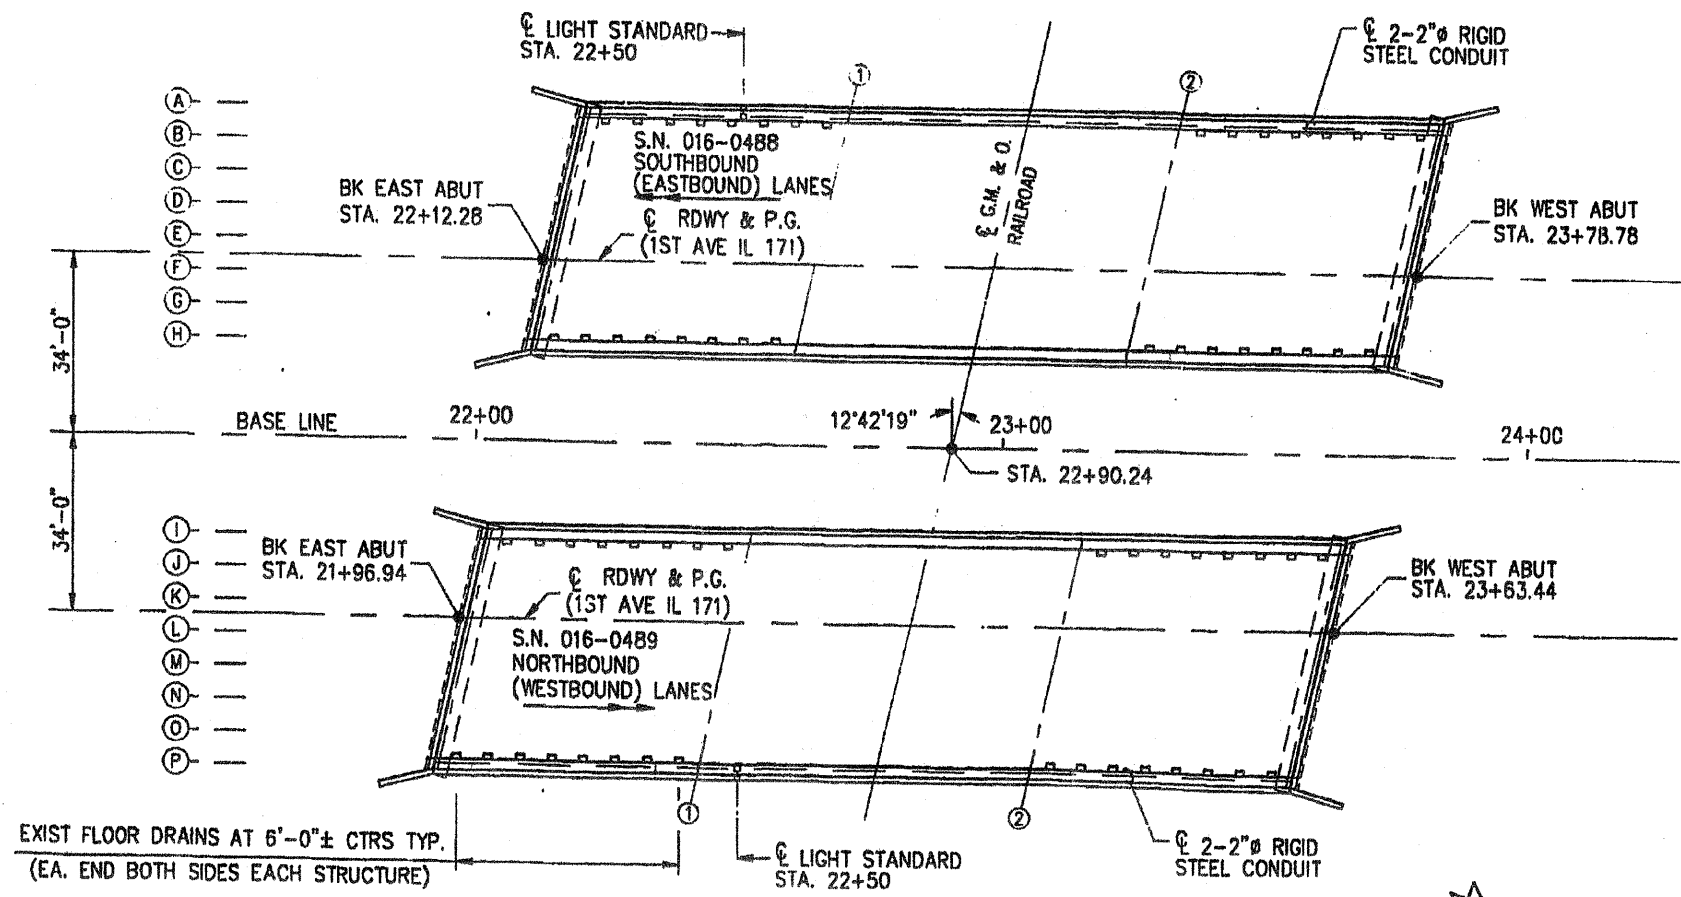 ℄ LIGHT STANDARD
STA. 22+50
℄ 2-2"ø RIGID
STEEL CONDUIT
1
2
A
B
C
D
E
F
G
H
S.N. 016-0488
SOUTHBOUND
(EASTBOUND) LANES
℄ RDWY & P.G.
(1ST AVE IL 171)
BK EAST ABUT
STA. 22+12.28
℄ G.M. & O.
RAILROAD
BK WEST ABUT
STA. 23+78.78
34'-0"
34'-0"
BASE LINE
22+00
12°42'19"
23+00
24+00
STA. 22+90.24
I
J
K
L
M
N
O
P
BK EAST ABUT
STA. 21+96.94
℄ RDWY & P.G.
(1ST AVE IL 171)
S.N. 016-0489
NORTHBOUND
(WESTBOUND) LANES
BK WEST ABUT
STA. 23+63.44
1
2
EXIST FLOOR DRAINS AT 6'-0"± CTRS TYP.
(EA. END BOTH SIDES EACH STRUCTURE)
℄ LIGHT STANDARD
STA. 22+50
℄ 2-2"ø RIGID
STEEL CONDUIT